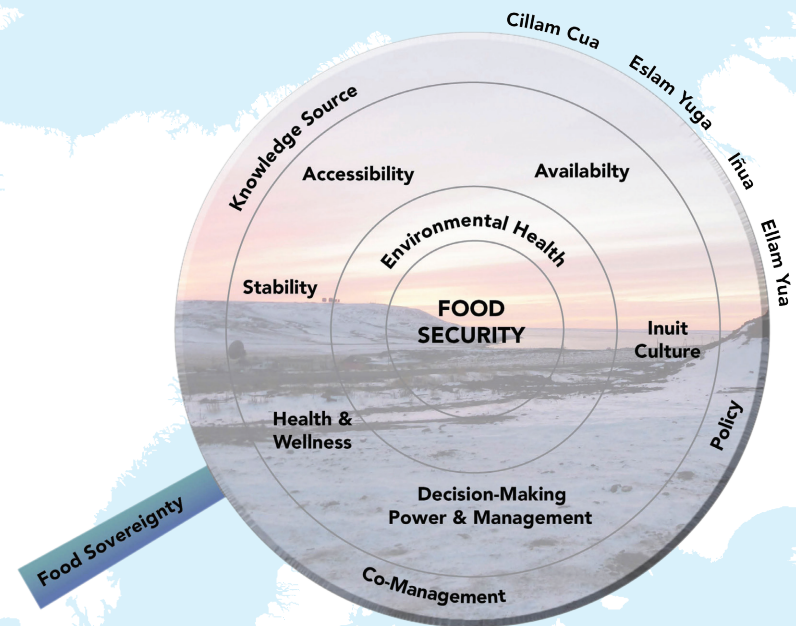 Cillam Cua
Eslam Yuga
Iñua
Ellam Yua
Knowledge Source
Accessibility
Availabilty
Environmental Health
Stability
FOOD
SECURITY
Inuit
Culture
Health &
Wellness
Policy
Decision-Making
Power & Management
Food Sovereignty
Co-Management